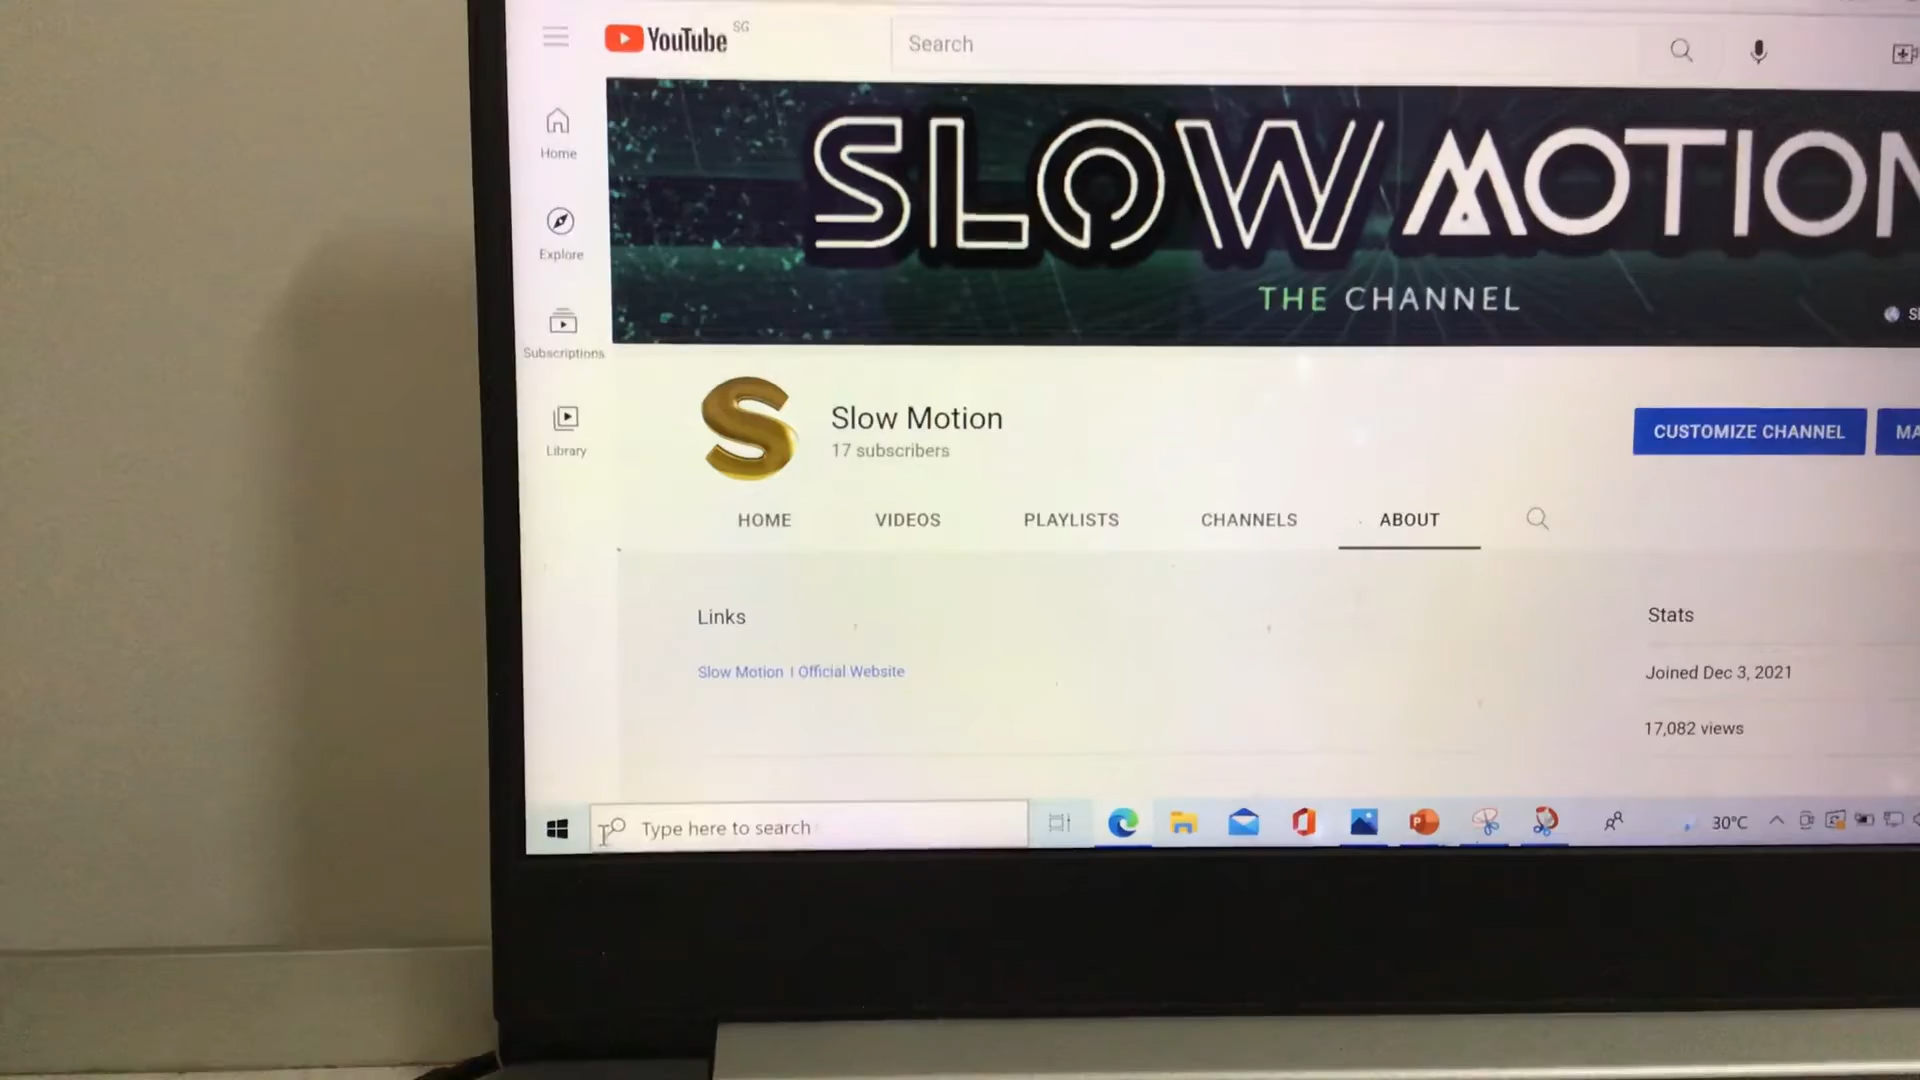 YouTube SG
Search
SLOW MOTION
THE CHANNEL
Home
Explore
Subscriptions
Library
Slow Motion
17 subscribers
CUSTOMIZE CHANNEL
HOME VIDEOS PLAYLISTS CHANNELS ABOUT
Links
Slow Motion | Official Website
Stats
Joined Dec 3, 2021
17,082 views
Type here to search
30°C